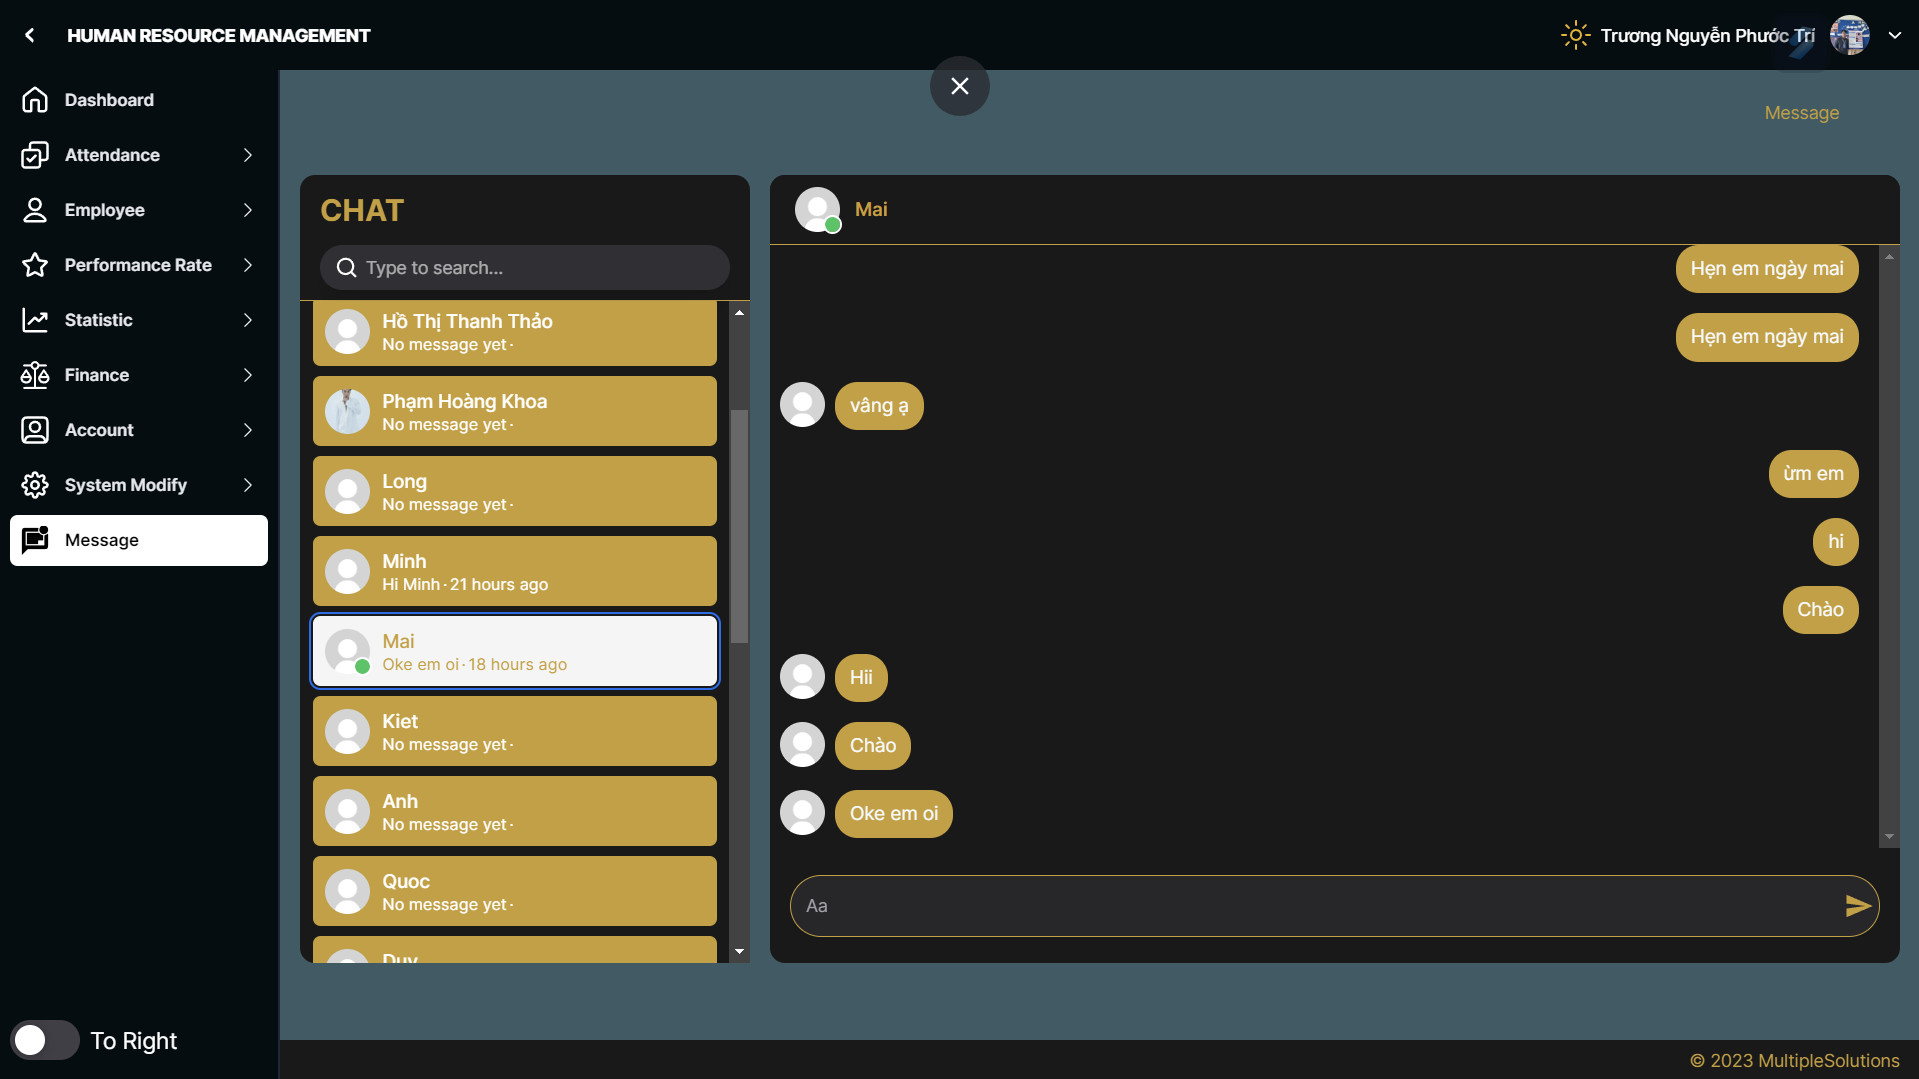 HUMAN RESOURCE MANAGEMENT
Trương Nguyễn Phước Trí
Dashboard
Attendance
Employee
Performance Rate
Statistic
Finance
Account
System Modify
Message
To Right
Message
CHAT
Type to search...
Hồ Thị Thanh Thảo
No message yet ·
Phạm Hoàng Khoa
No message yet ·
Long
No message yet ·
Minh
Hi Minh · 21 hours ago
Mai
Oke em oi · 18 hours ago
Kiet
No message yet ·
Anh
No message yet ·
Quoc
No message yet ·
Duy
Mai
Hẹn em ngày mai
Hẹn em ngày mai
vâng ạ
ừm em
hi
Chào
Hii
Chào
Oke em oi
Aa
© 2023 MultipleSolutions